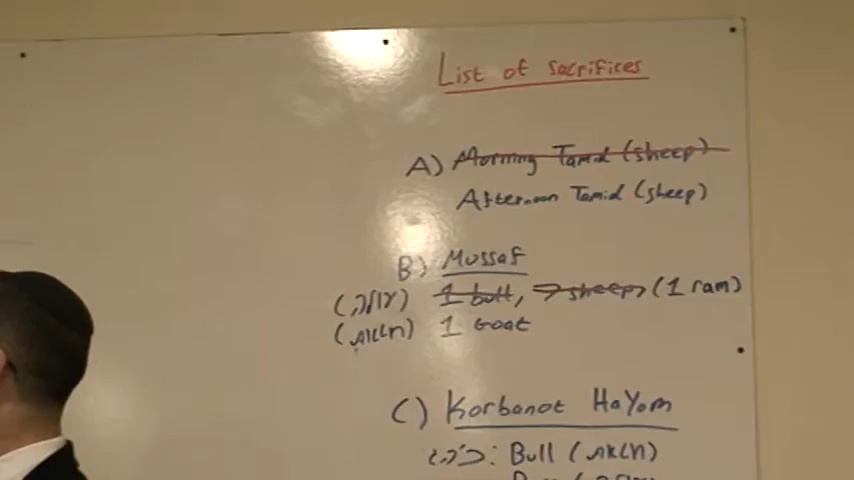 List of sacrifices
A) Morning Tamid (sheep)
Afternoon Tamid (sheep)
B) Mussaf
(עולה) 1 bull, 7 sheep, (1 ram)
(חטאת) 1 Goat
C) Korbanot HaYom
Bull (חטאת)